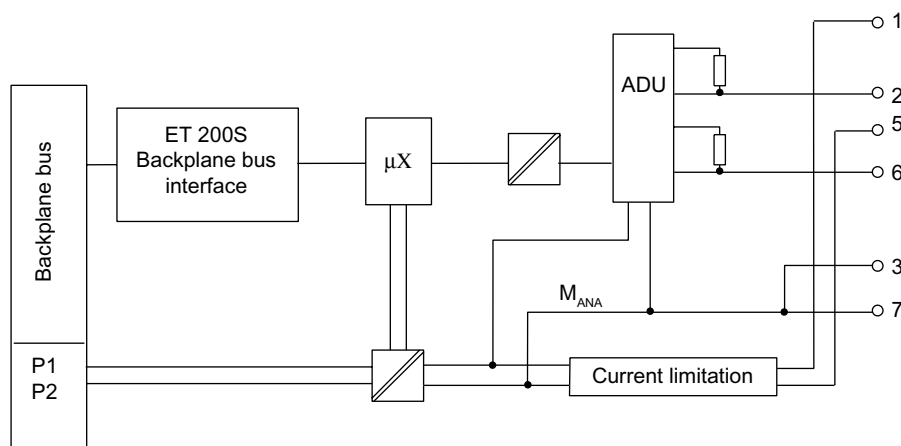 1
ADU
2
5
ET 200S
Backplane bus
interface
μX
6
Backplane bus
3
M_ANA
7
P1
P2
Current limitation